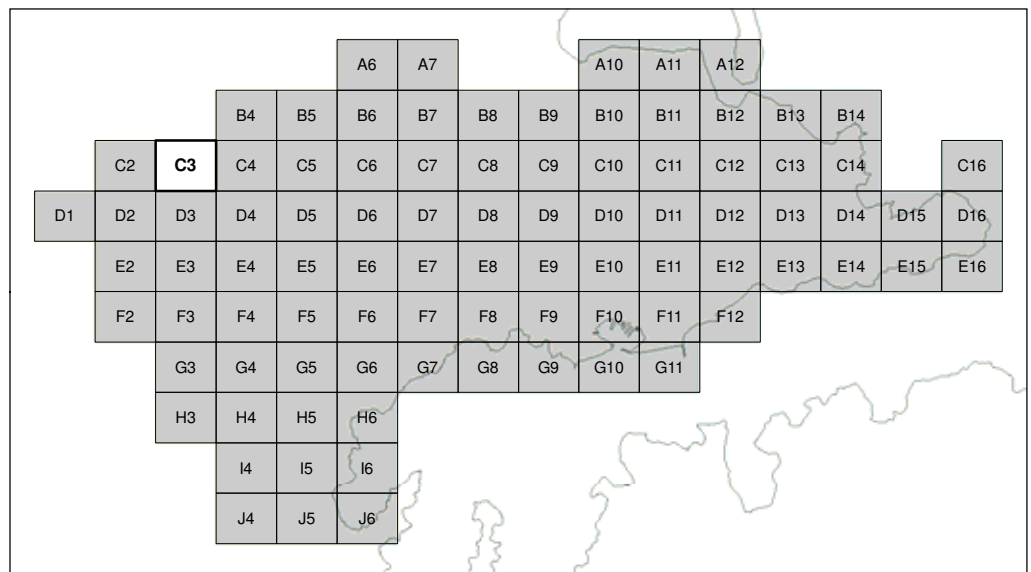 A6 A7 A10 A11 A12
B4 B5 B6 B7 B8 B9 B10 B11 B12 B13 B14
C2 C3 C4 C5 C6 C7 C8 C9 C10 C11 C12 C13 C14 C16
D1 D2 D3 D4 D5 D6 D7 D8 D9 D10 D11 D12 D13 D14 D15 D16
E2 E3 E4 E5 E6 E7 E8 E9 E10 E11 E12 E13 E14 E15 E16
F2 F3 F4 F5 F6 F7 F8 F9 F10 F11 F12
G3 G4 G5 G6 G7 G8 G9 G10 G11
H3 H4 H5 H6
I4 I5 I6
J4 J5 J6